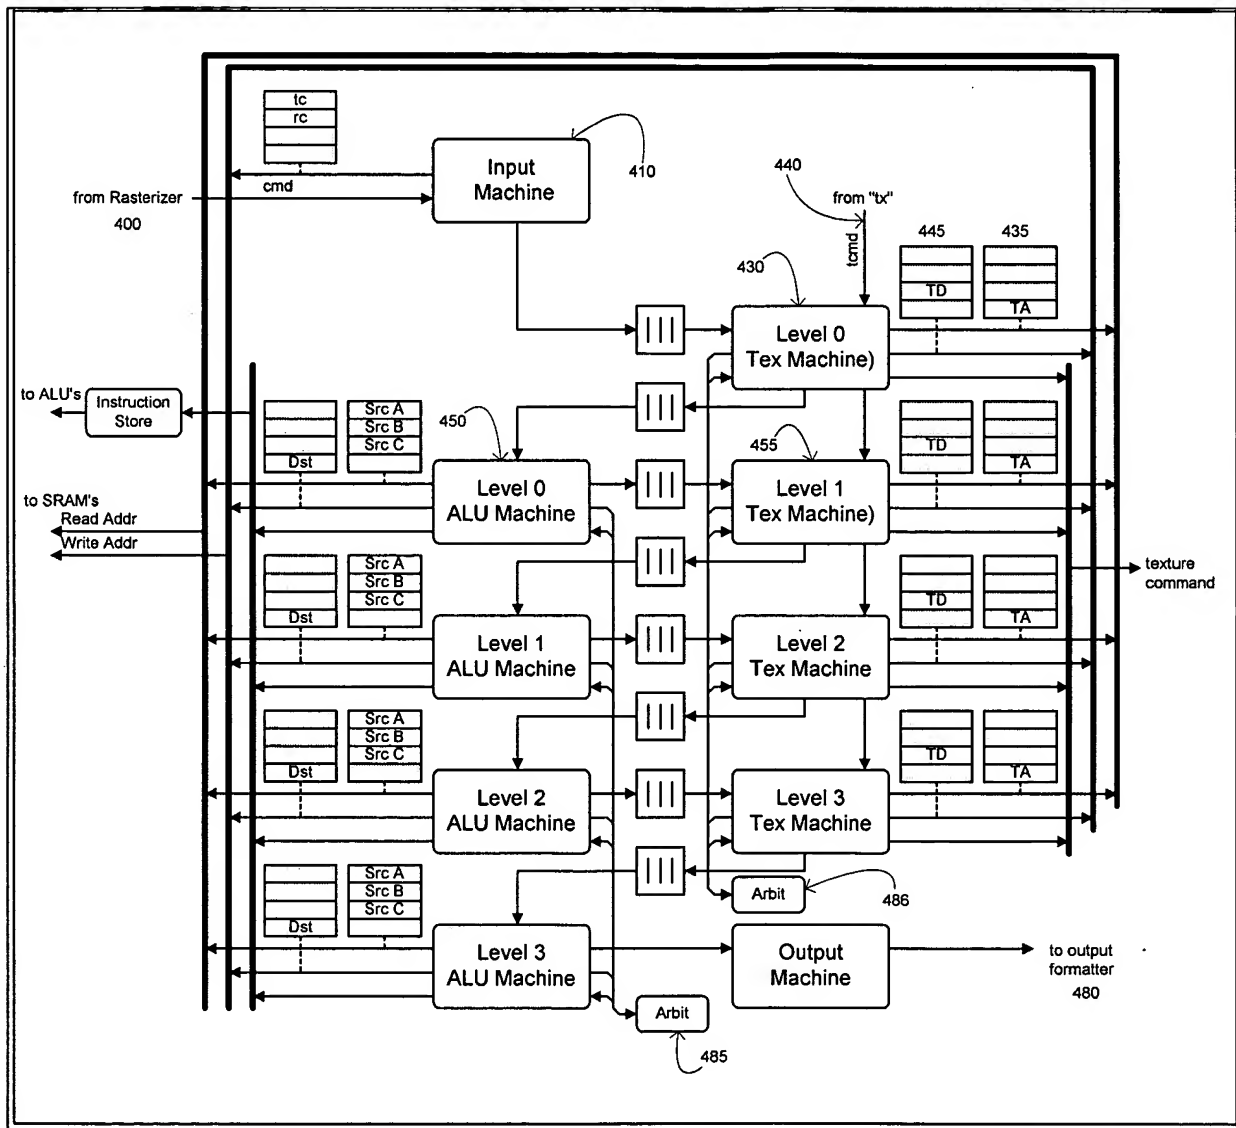 tc
rc
Input
Machine
410
cmd
from Rasterizer
400
440
from "tx"
tcmd
445
435
430
TD
TA
Level 0
Tex Machine)
to ALU's
Instruction
Store
Src A
Src B
Src C
Dst
450
455
TD
TA
Level 0
ALU Machine
Level 1
Tex Machine)
to SRAM's
Read Addr
Write Addr
texture
command
Src A
Src B
Src C
Dst
TD
TA
Level 1
ALU Machine
Level 2
Tex Machine
Src A
Src B
Src C
Dst
TD
TA
Level 2
ALU Machine
Level 3
Tex Machine
Src A
Src B
Src C
Dst
Arbit
486
Level 3
ALU Machine
Output
Machine
to output
formatter
480
Arbit
485